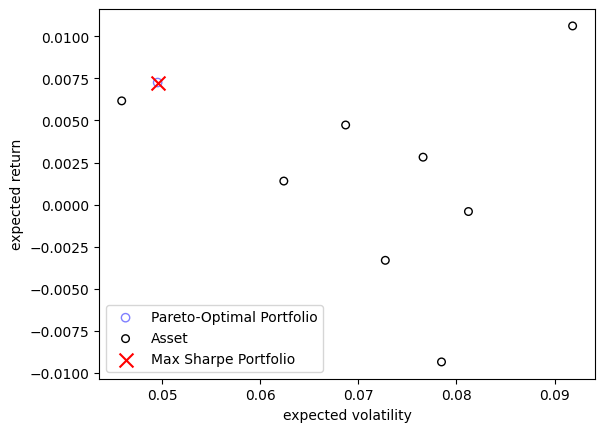 0.0100
0.0075
0.0050
0.0025
0.0000
−0.0025
−0.0050
−0.0075
−0.0100
expected return
Pareto-Optimal Portfolio
Asset
Max Sharpe Portfolio
0.05 0.06 0.07 0.08 0.09
expected volatility